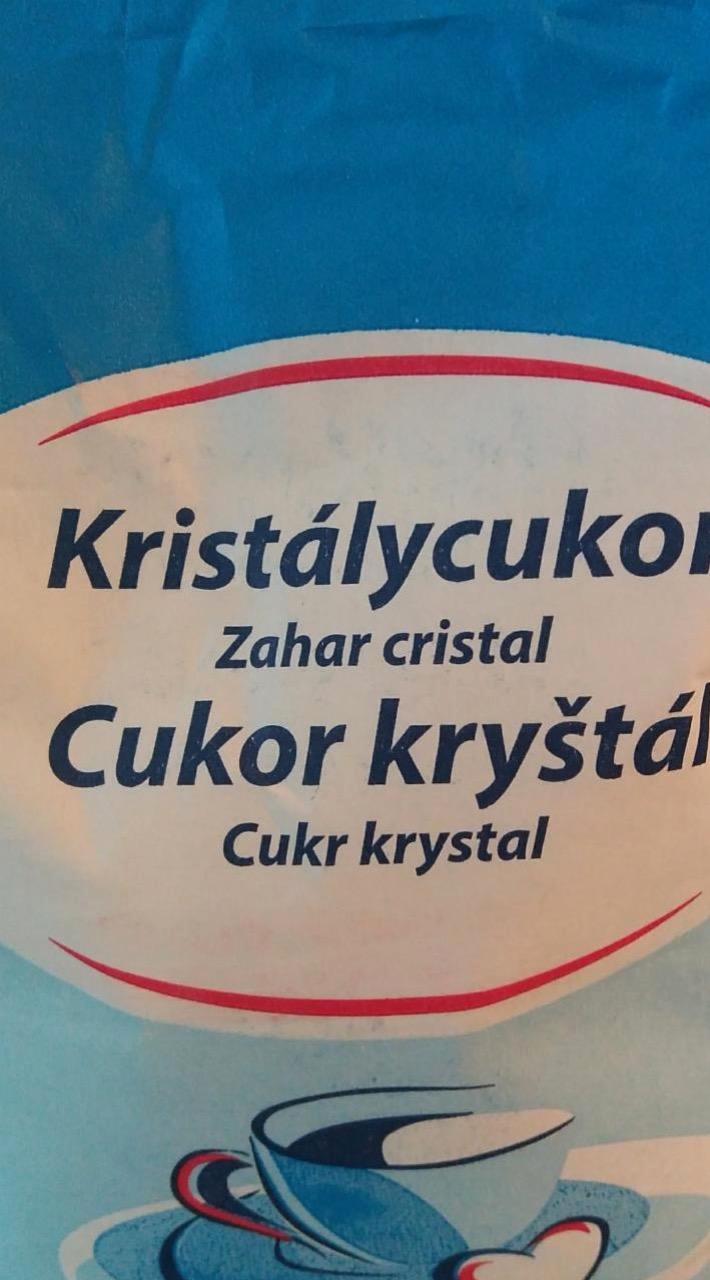 Kristálycukor
Zahar cristal
Cukor kryštál
Cukr krystal